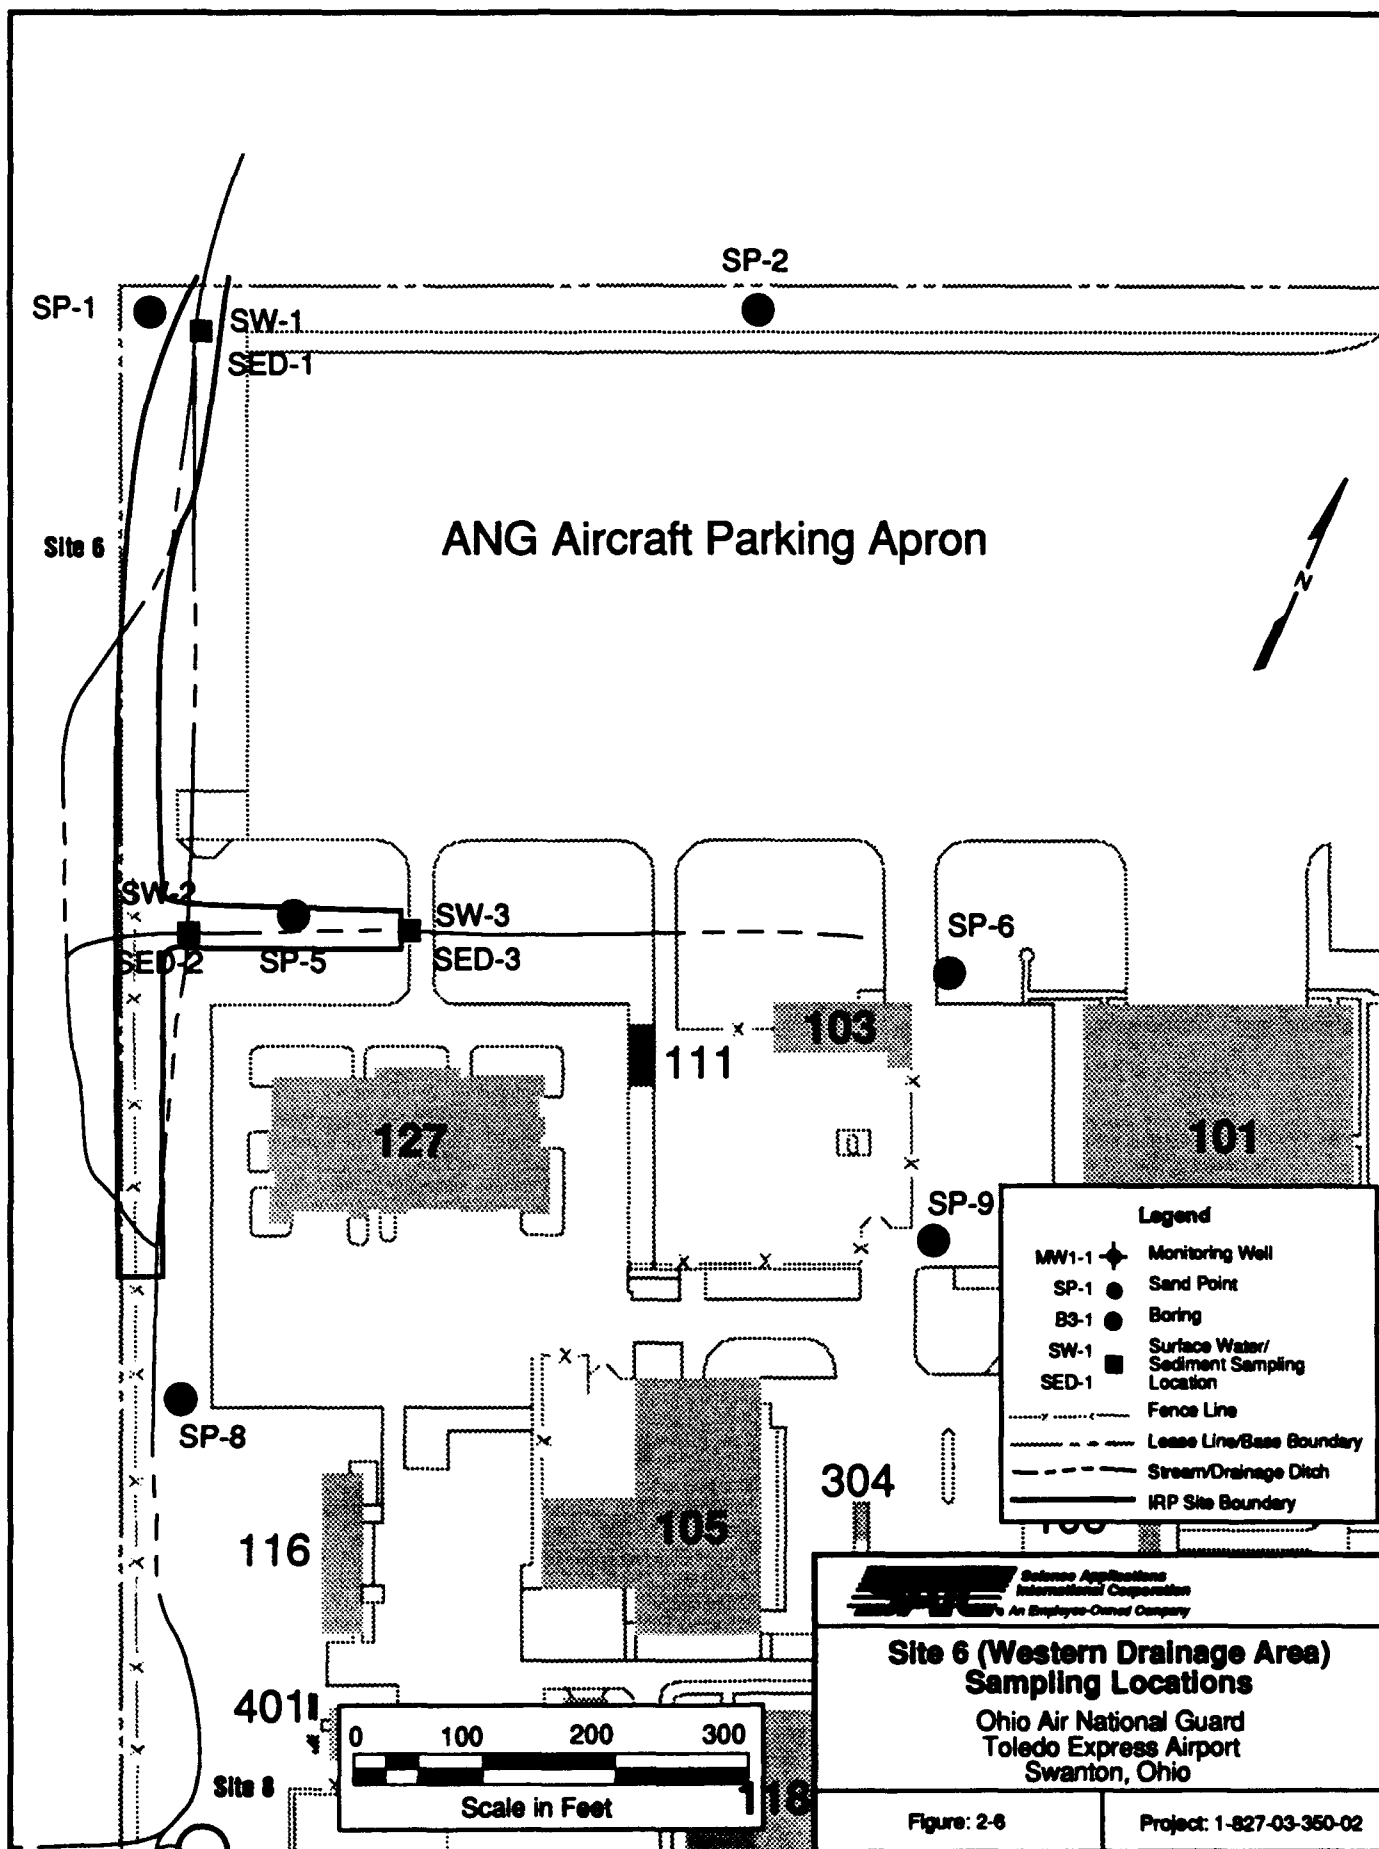 SP-2
SP-1
SW-1
SED-1
ANG Aircraft Parking Apron
Site 6
N
SW-2
SW-3
SP-6
SED-2
SP-5
SED-3
103
111
127
101
SP-9
Legend
MW1-1 Monitoring Well
SP-1 Sand Point
B3-1 Boring
SW-1 Surface Water/
Sediment Sampling
SED-1 Location
x x Fence Line
Lease Line/Base Boundary
Stream/Drainage Ditch
IRP Site Boundary
SP-8
304
105
116
Science Applications
International Corporation
An Employee-Owned Company
Site 6 (Western Drainage Area)
Sampling Locations
Ohio Air National Guard
Toledo Express Airport
Swanton, Ohio
401
0 100 200 300
Scale in Feet
118
Site 8
Figure: 2-6
Project: 1-827-03-350-02